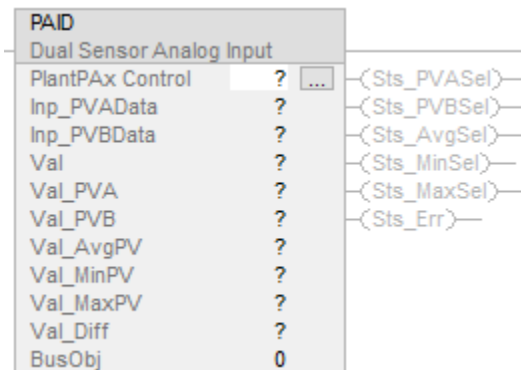 PAID
Dual Sensor Analog Input
PlantPAx Control ? ... (Sts_PVASel)
Inp_PVAData ? (Sts_PVBSel)
Inp_PVBData ? (Sts_AvgSel)
Val ? (Sts_MinSel)
Val_PVA ? (Sts_MaxSel)
Val_PVB ? (Sts_Err)
Val_AvgPV ?
Val_MinPV ?
Val_MaxPV ?
Val_Diff ?
BusObj 0